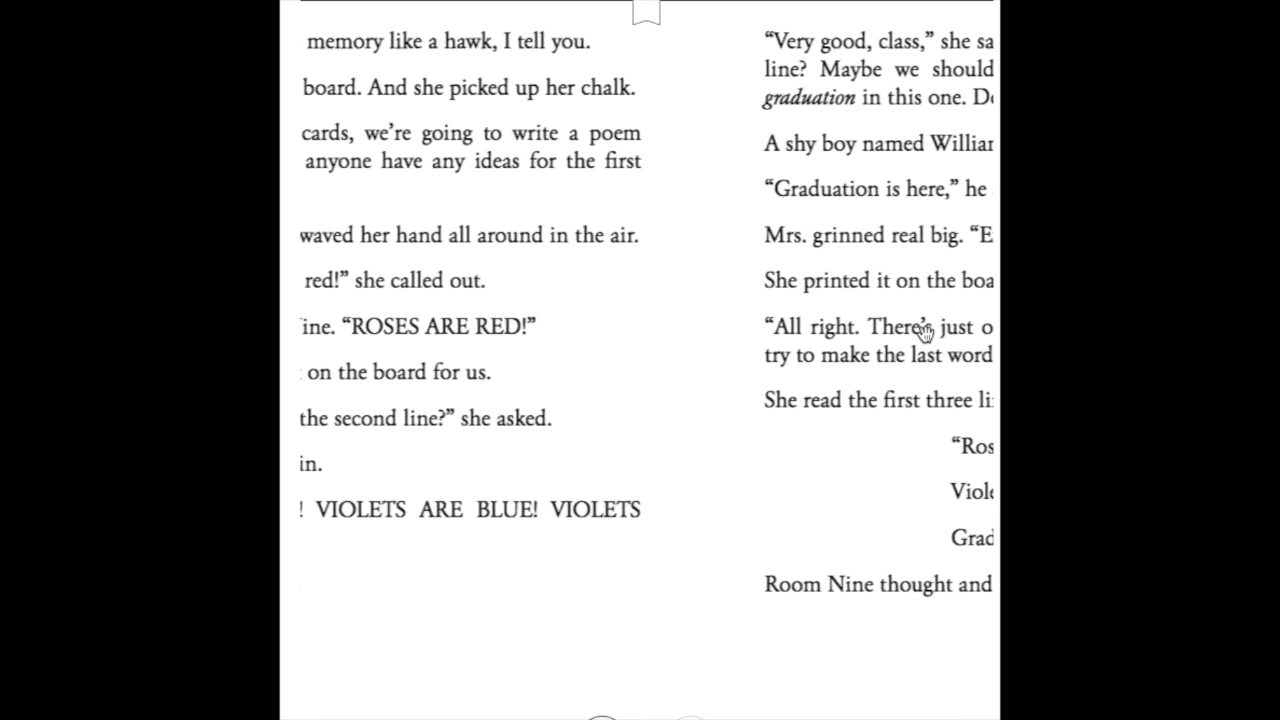 memory like a hawk, I tell you.
board. And she picked up her chalk.
cards, we're going to write a poem
anyone have any ideas for the first
waved her hand all around in the air.
red!” she called out.
“ROSES ARE RED!”
on the board for us.
the second line?” she asked.
in.
! VIOLETS ARE BLUE! VIOLETS
“Very good, class,” she sa
line? Maybe we should
graduation in this one. D
A shy boy named Willia
“Graduation is here,” he
Mrs. grinned real big. “E
She printed it on the boa
“All right. There's just o
try to make the last word
She read the first three li
“Ros
Viol
Grad
Room Nine thought and